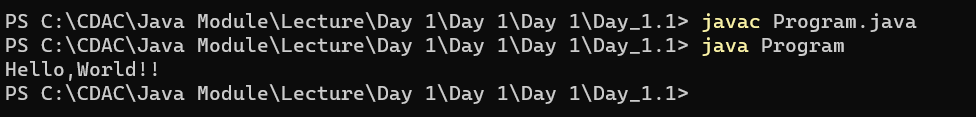 PS C:\CDAC\Java Module\Lecture\Day 1\Day 1\Day 1\Day_1.1> javac Program.java
PS C:\CDAC\Java Module\Lecture\Day 1\Day 1\Day 1\Day_1.1> java Program
Hello,World!!
PS C:\CDAC\Java Module\Lecture\Day 1\Day 1\Day 1\Day_1.1>